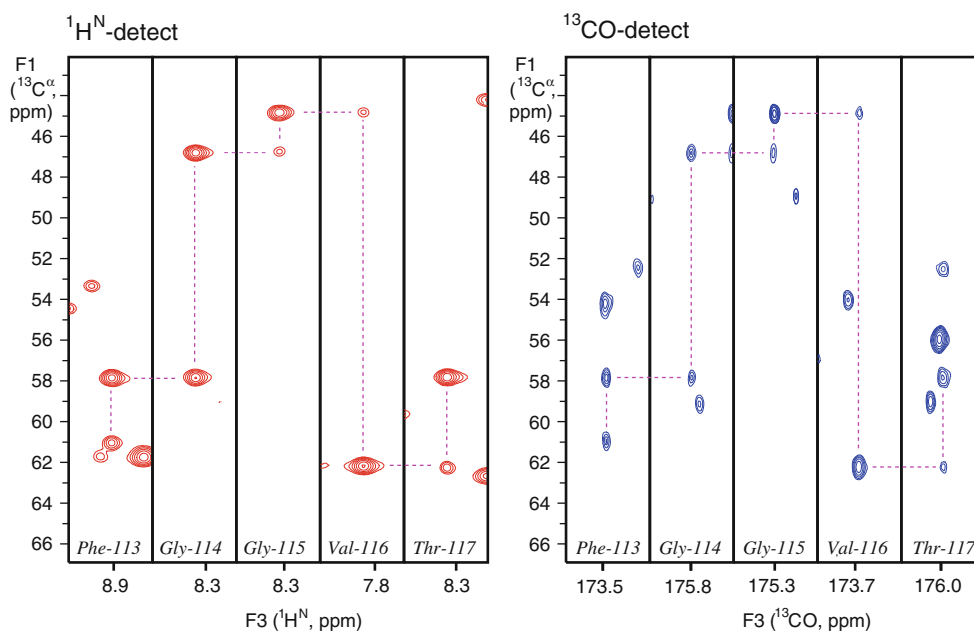 ¹Hᴺ-detect
F1
(¹³Cᵅ,
ppm)
46
48
50
52
54
56
58
60
62
64
66
Phe-113 Gly-114 Gly-115 Val-116 Thr-117
8.9 8.3 8.3 7.8 8.3
F3 (¹Hᴺ, ppm)
¹³CO-detect
F1
(¹³Cᵅ,
ppm)
46
48
50
52
54
56
58
60
62
64
66
Phe-113 Gly-114 Gly-115 Val-116 Thr-117
173.5 175.8 175.3 173.7 176.0
F3 (¹³CO, ppm)